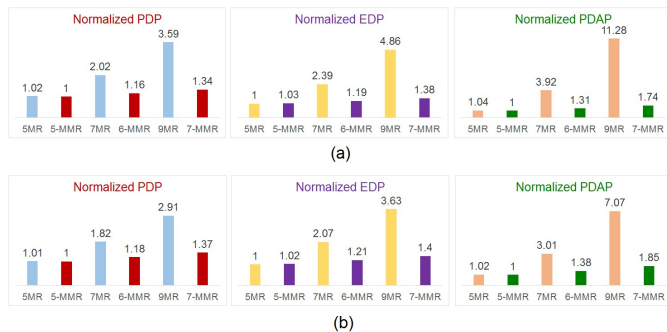 Normalized PDP
1.02 1 2.02 1.16 3.59 1.34
5MR 5-MMR 7MR 6-MMR 9MR 7-MMR
Normalized EDP
1 1.03 2.39 1.19 4.86 1.38
5MR 5-MMR 7MR 6-MMR 9MR 7-MMR
Normalized PDAP
1.04 1 3.92 1.31 11.28 1.74
5MR 5-MMR 7MR 6-MMR 9MR 7-MMR
(a)
Normalized PDP
1.01 1 1.82 1.18 2.91 1.37
5MR 5-MMR 7MR 6-MMR 9MR 7-MMR
Normalized EDP
1 1.02 2.07 1.21 3.63 1.4
5MR 5-MMR 7MR 6-MMR 9MR 7-MMR
Normalized PDAP
1.02 1 3.01 1.38 7.07 1.85
5MR 5-MMR 7MR 6-MMR 9MR 7-MMR
(b)